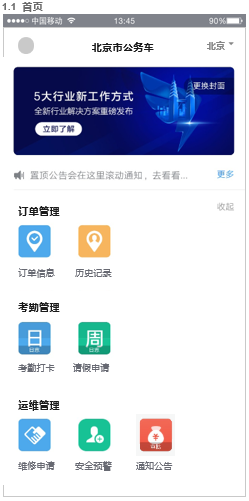 1.1 首页
中国移动 13:45 90%
北京市公务车 北京
更换封面
5大行业新工作方式
全新行业解决方案重磅发布
立即了解
置顶公告会在这里滚动通知，去看看... 更多
订单管理 收起
订单信息 历史记录
考勤管理
日 周
日志
考勤打卡 请假申请
运维管理
维修申请 安全预警 通知公告